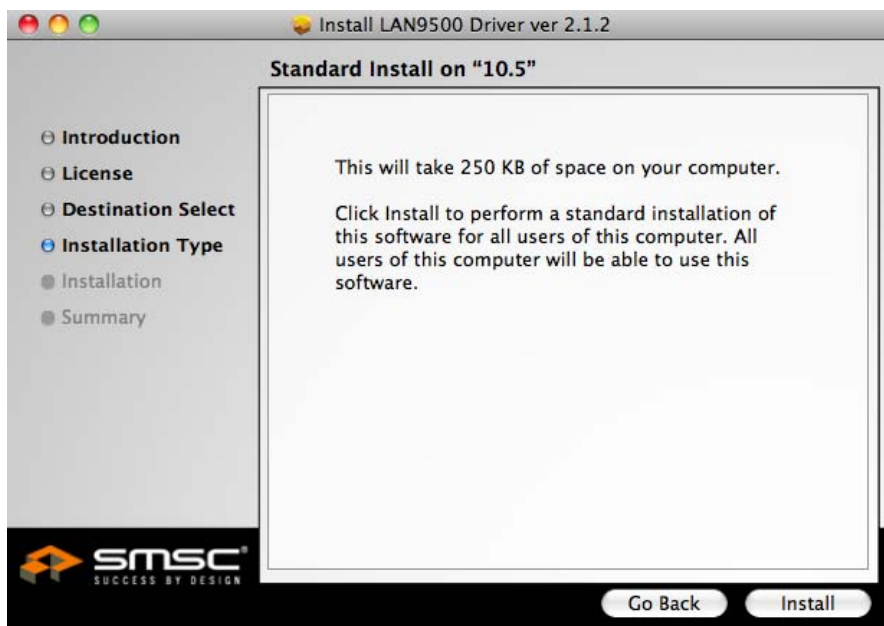 Install LAN9500 Driver ver 2.1.2
Standard Install on “10.5”
Introduction
License
Destination Select
Installation Type
Installation
Summary
This will take 250 KB of space on your computer.
Click Install to perform a standard installation of
this software for all users of this computer. All
users of this computer will be able to use this
software.
smsc®
SUCCESS BY DESIGN
Go Back
Install